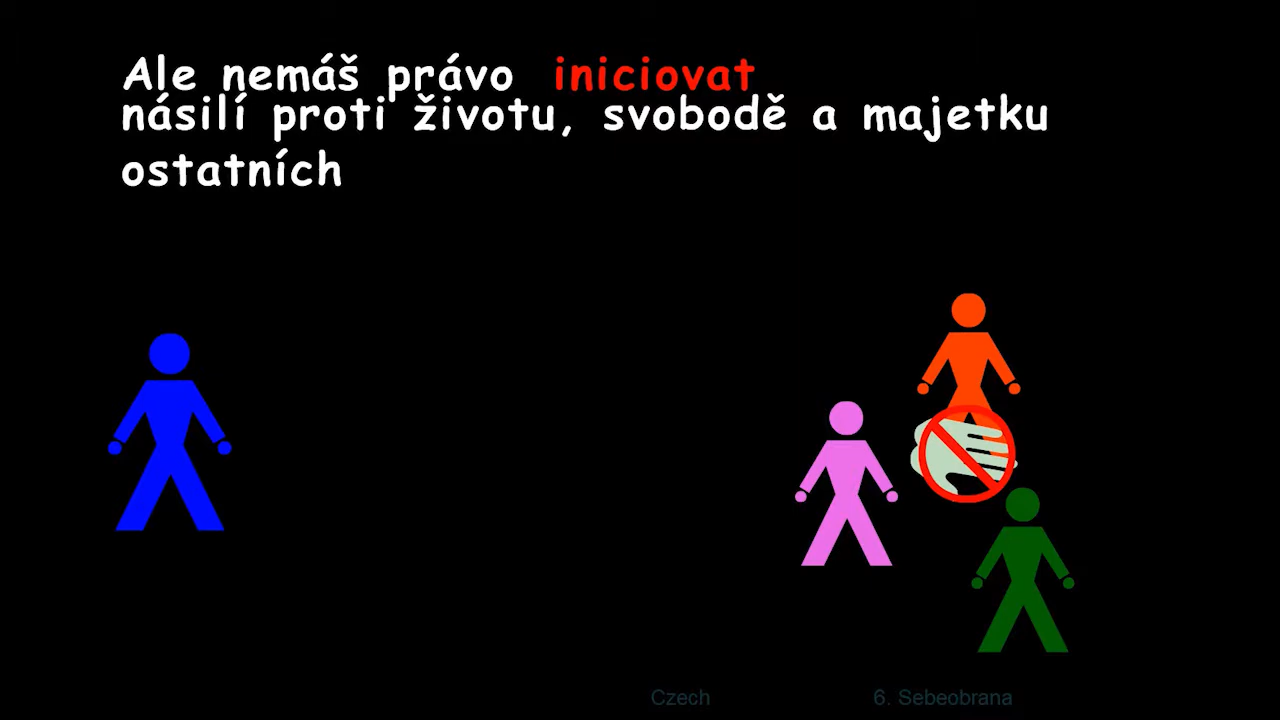 Ale nemáš právo iniciovat
násilí proti životu, svobodě a majetku
ostatních
Czech 6. Sebeobrana